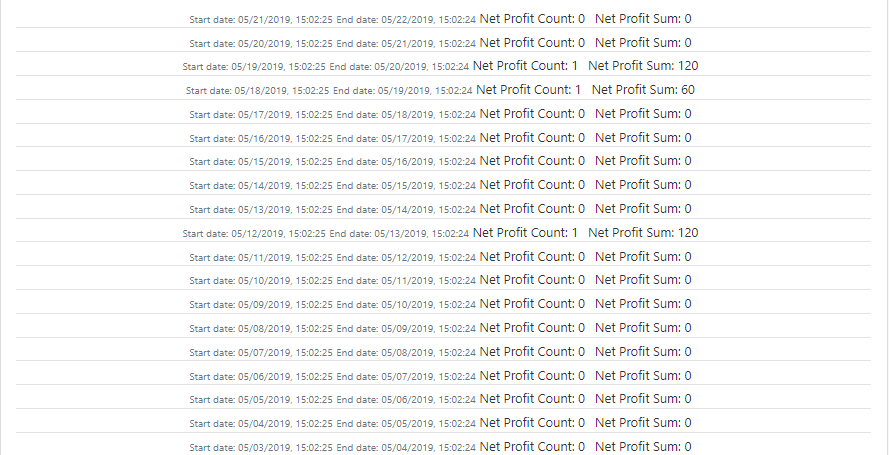 Start date: 05/21/2019, 15:02:25 End date: 05/22/2019, 15:02:24 Net Profit Count: 0 Net Profit Sum: 0
Start date: 05/20/2019, 15:02:25 End date: 05/21/2019, 15:02:24 Net Profit Count: 0 Net Profit Sum: 0
Start date: 05/19/2019, 15:02:25 End date: 05/20/2019, 15:02:24 Net Profit Count: 1 Net Profit Sum: 120
Start date: 05/18/2019, 15:02:25 End date: 05/19/2019, 15:02:24 Net Profit Count: 1 Net Profit Sum: 60
Start date: 05/17/2019, 15:02:25 End date: 05/18/2019, 15:02:24 Net Profit Count: 0 Net Profit Sum: 0
Start date: 05/16/2019, 15:02:25 End date: 05/17/2019, 15:02:24 Net Profit Count: 0 Net Profit Sum: 0
Start date: 05/15/2019, 15:02:25 End date: 05/16/2019, 15:02:24 Net Profit Count: 0 Net Profit Sum: 0
Start date: 05/14/2019, 15:02:25 End date: 05/15/2019, 15:02:24 Net Profit Count: 0 Net Profit Sum: 0
Start date: 05/13/2019, 15:02:25 End date: 05/14/2019, 15:02:24 Net Profit Count: 0 Net Profit Sum: 0
Start date: 05/12/2019, 15:02:25 End date: 05/13/2019, 15:02:24 Net Profit Count: 1 Net Profit Sum: 120
Start date: 05/11/2019, 15:02:25 End date: 05/12/2019, 15:02:24 Net Profit Count: 0 Net Profit Sum: 0
Start date: 05/10/2019, 15:02:25 End date: 05/11/2019, 15:02:24 Net Profit Count: 0 Net Profit Sum: 0
Start date: 05/09/2019, 15:02:25 End date: 05/10/2019, 15:02:24 Net Profit Count: 0 Net Profit Sum: 0
Start date: 05/08/2019, 15:02:25 End date: 05/09/2019, 15:02:24 Net Profit Count: 0 Net Profit Sum: 0
Start date: 05/07/2019, 15:02:25 End date: 05/08/2019, 15:02:24 Net Profit Count: 0 Net Profit Sum: 0
Start date: 05/06/2019, 15:02:25 End date: 05/07/2019, 15:02:24 Net Profit Count: 0 Net Profit Sum: 0
Start date: 05/05/2019, 15:02:25 End date: 05/06/2019, 15:02:24 Net Profit Count: 0 Net Profit Sum: 0
Start date: 05/04/2019, 15:02:25 End date: 05/05/2019, 15:02:24 Net Profit Count: 0 Net Profit Sum: 0
Start date: 05/03/2019, 15:02:25 End date: 05/04/2019, 15:02:24 Net Profit Count: 0 Net Profit Sum: 0